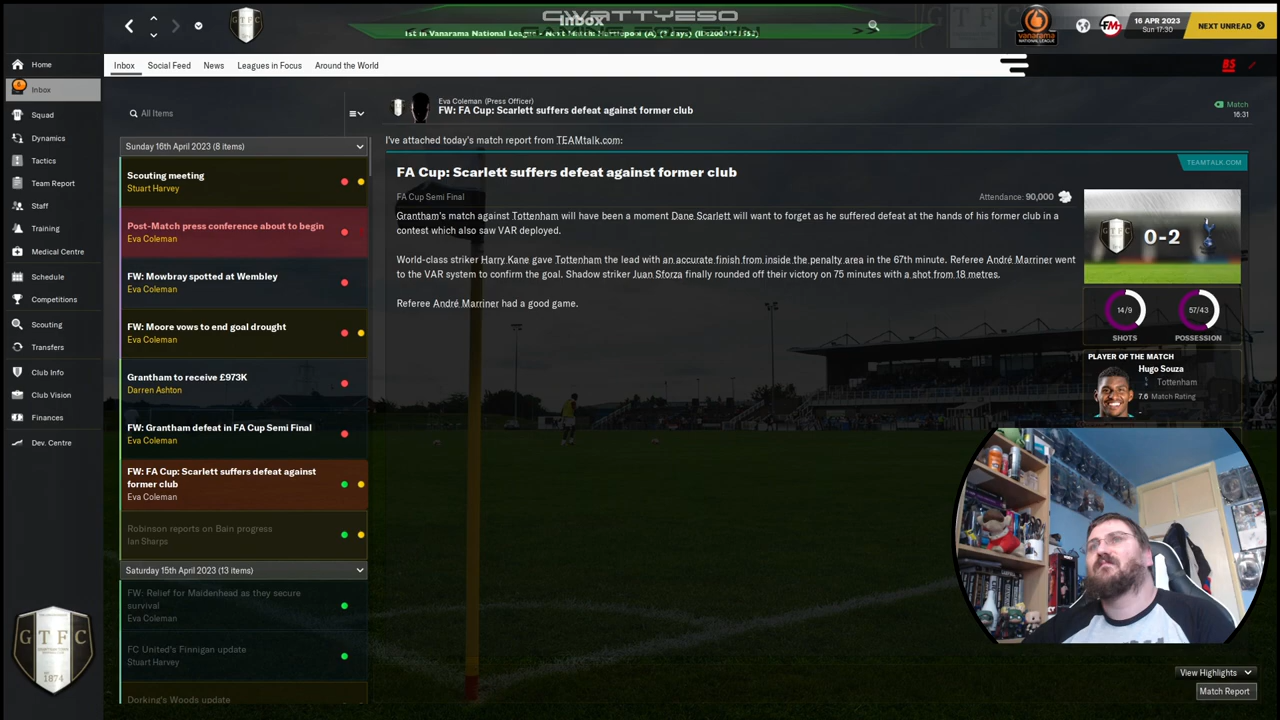 GWATTYESO
Inbox
1st in Vanarama National League - Next Match: Hartlepool (A) (2 days)
16 APR 2023
Sun 17:30
NEXT UNREAD
VANARAMA
NATIONAL LEAGUE
FM
Inbox
Social Feed
News
Leagues in Focus
Around the World
BS
Home
Inbox
Squad
Dynamics
Tactics
Team Report
Staff
Training
Medical Centre
Schedule
Competitions
Scouting
Transfers
Club Info
Club Vision
Finances
Dev. Centre
GTFC
1874
All Items
Sunday 16th April 2023 (8 items)
Scouting meeting
Stuart Harvey
Post-Match press conference about to begin
Eva Coleman
FW: Mowbray spotted at Wembley
Eva Coleman
FW: Moore vows to end goal drought
Eva Coleman
Grantham to receive £973K
Darren Ashton
FW: Grantham defeat in FA Cup Semi Final
Eva Coleman
FW: FA Cup: Scarlett suffers defeat against
former club
Eva Coleman
Robinson reports on Bain progress
Ian Sharps
Saturday 15th April 2023 (13 items)
FW: Relief for Maidenhead as they secure
survival
Eva Coleman
FC United's Finnigan update
Stuart Harvey
Dorking's Woods update
Eva Coleman (Press Officer)
FW: FA Cup: Scarlett suffers defeat against former club
Match
16:31
I've attached today's match report from TEAMtalk.com:
TEAMTALK.COM
FA Cup: Scarlett suffers defeat against former club
FA Cup Semi Final
Attendance: 90,000
Grantham's match against Tottenham will have been a moment Dane Scarlett will want to forget as he suffered defeat at the hands of his former club in a
contest which also saw VAR deployed.
World-class striker Harry Kane gave Tottenham the lead with an accurate finish from inside the penalty area in the 67th minute. Referee André Marriner went
to the VAR system to confirm the goal. Shadow striker Juan Sforza finally rounded off their victory on 75 minutes with a shot from 18 metres.
Referee André Marriner had a good game.
0-2
14/9
SHOTS
57/43
POSSESSION
PLAYER OF THE MATCH
Hugo Souza
Tottenham
7.6 Match Rating
View Highlights
Match Report